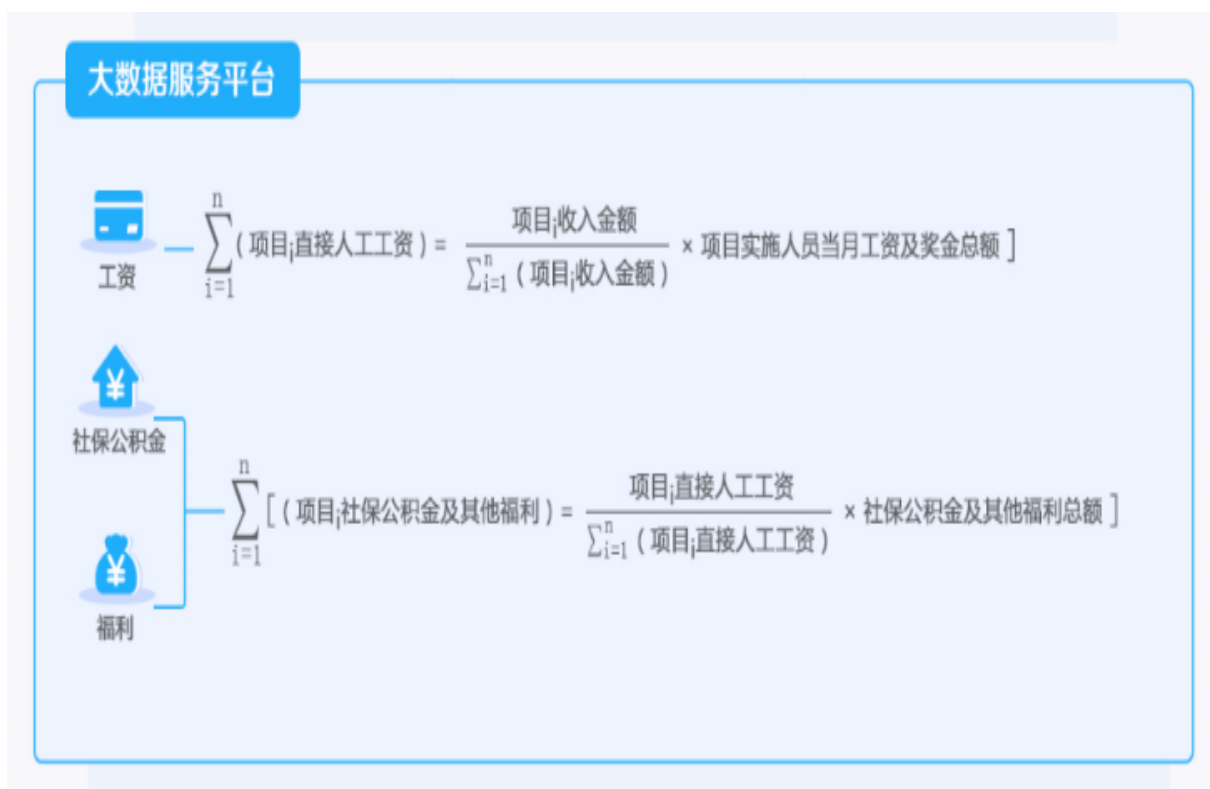 大数据服务平台
工资
n
∑ ( 项目i直接人工工资 ) = 项目i收入金额 / ∑ⁿi=1 ( 项目i收入金额 ) × 项目实施人员当月工资及奖金总额 ]
i=1
¥
社保公积金
n
∑ [ ( 项目i社保公积金及其他福利 ) = 项目i直接人工工资 / ∑ⁿi=1 ( 项目i直接人工工资 ) × 社保公积金及其他福利总额 ]
i=1
¥
福利